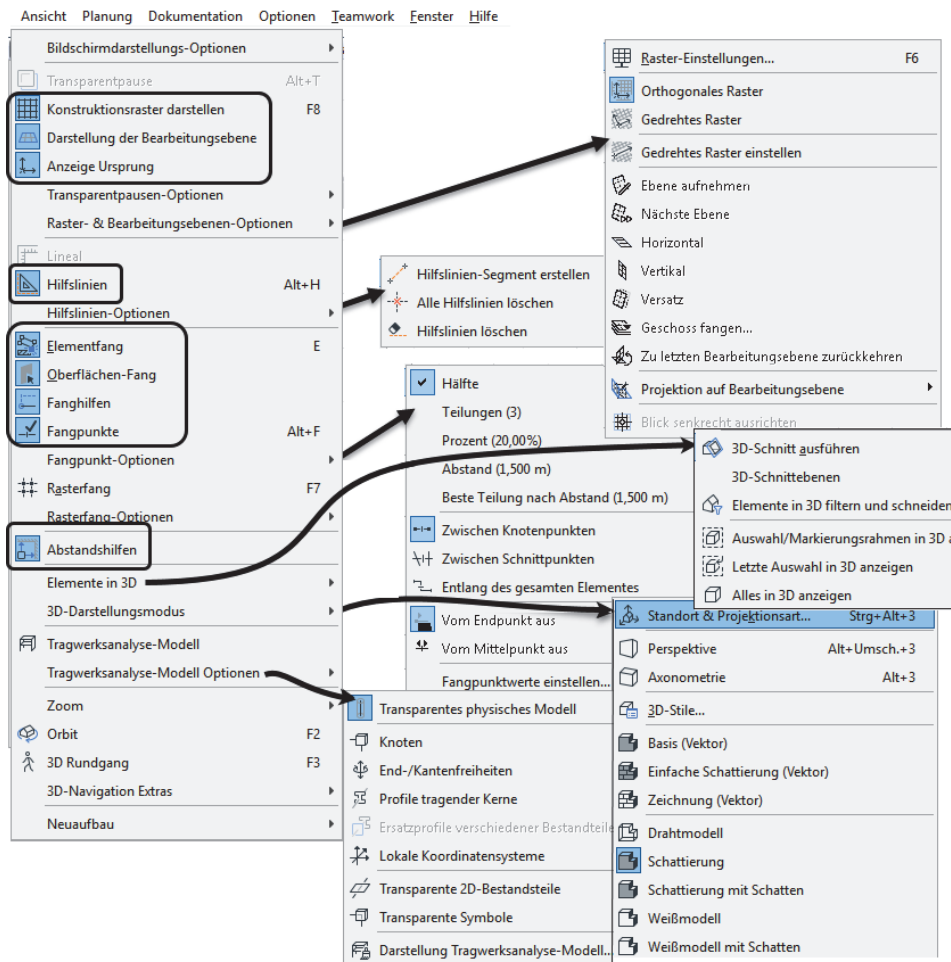 Ansicht Planung Dokumentation Optionen Teamwork Fenster Hilfe
Bildschirmdarstellungs-Optionen
Transparentpause Alt+T
Konstruktionsraster darstellen F8
Darstellung der Bearbeitungsebene
Anzeige Ursprung
Transparentpausen-Optionen
Raster- & Bearbeitungsebenen-Optionen
Lineal
Hilfslinien Alt+H
Hilfslinien-Optionen
Elementfang E
Oberflächen-Fang
Fanghilfen
Fangpunkte Alt+F
Fangpunkt-Optionen
Rasterfang F7
Rasterfang-Optionen
Abstandshilfen
Elemente in 3D
3D-Darstellungsmodus
Tragwerksanalyse-Modell
Tragwerksanalyse-Modell Optionen
Zoom
Orbit F2
3D Rundgang F3
3D-Navigation Extras
Neuaufbau
Raster-Einstellungen... F6
Orthogonales Raster
Gedrehtes Raster
Gedrehtes Raster einstellen
Ebene aufnehmen
Nächste Ebene
Horizontal
Vertikal
Versatz
Geschoss fangen...
Zu letzten Bearbeitungsebene zurückkehren
Projektion auf Bearbeitungsebene
Blick senkrecht ausrichten
Hilfslinien-Segment erstellen
Alle Hilfslinien löschen
Hilfslinien löschen
Hälfte
Teilungen (3)
Prozent (20,00%)
Abstand (1,500 m)
Beste Teilung nach Abstand (1,500 m)
Zwischen Knotenpunkten
Zwischen Schnittpunkten
Entlang des gesamten Elementes
Vom Endpunkt aus
Vom Mittelpunkt aus
Fangpunktwerte einstellen...
3D-Schnitt ausführen
3D-Schnittebenen
Elemente in 3D filtern und schneiden
Auswahl/Markierungsrahmen in 3D a
Letzte Auswahl in 3D anzeigen
Alles in 3D anzeigen
Standort & Projektionsart... Strg+Alt+3
Perspektive Alt+Umsch.+3
Axonometrie Alt+3
3D-Stile...
Basis (Vektor)
Einfache Schattierung (Vektor)
Zeichnung (Vektor)
Drahtmodell
Schattierung
Schattierung mit Schatten
Weißmodell
Weißmodell mit Schatten
Transparentes physisches Modell
Knoten
End-/Kantenfreiheiten
Profile tragender Kerne
Ersatzprofile verschiedener Bestandteile
Lokale Koordinatensysteme
Transparente 2D-Bestandteile
Transparente Symbole
Darstellung Tragwerksanalyse-Modell...